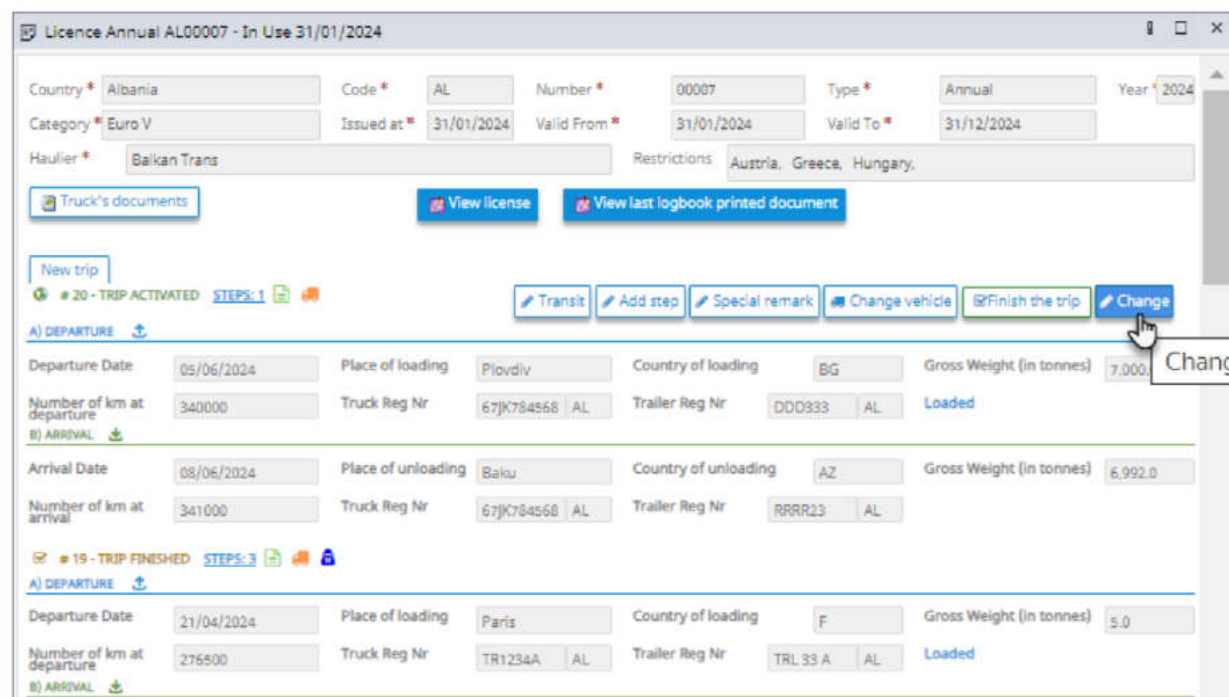 Licence Annual AL00007 - In Use 31/01/2024
Country * Albania Code * AL Number * 00007 Type * Annual Year * 2024
Category * Euro V Issued at * 31/01/2024 Valid From * 31/01/2024 Valid To * 31/12/2024
Haulier * Balkan Trans Restrictions Austria, Greece, Hungary,
Truck's documents View license View last logbook printed document
New trip
# 20 - TRIP ACTIVATED STEPS: 1 Transit Add step Special remark Change vehicle Finish the trip Change
A) DEPARTURE
Chang
Departure Date 05/06/2024 Place of loading Plovdiv Country of loading BG Gross Weight (in tonnes) 7,000.
Number of km at departure 340000 Truck Reg Nr 67JK784568 AL Trailer Reg Nr DDD333 AL Loaded
B) ARRIVAL
Arrival Date 08/06/2024 Place of unloading Baku Country of unloading AZ Gross Weight (in tonnes) 6,992.0
Number of km at arrival 341000 Truck Reg Nr 67JK784568 AL Trailer Reg Nr RRRR23 AL
# 19 - TRIP FINISHED STEPS: 3
A) DEPARTURE
Departure Date 21/04/2024 Place of loading Paris Country of loading F Gross Weight (in tonnes) 5.0
Number of km at departure 276500 Truck Reg Nr TR1234A AL Trailer Reg Nr TRL 33 A AL Loaded
B) ARRIVAL